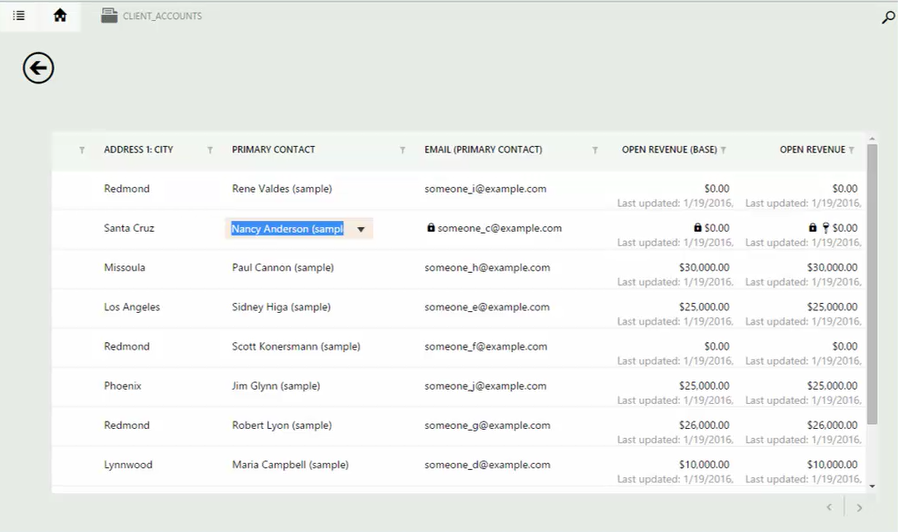 CLIENT_ACCOUNTS
ADDRESS 1: CITY PRIMARY CONTACT EMAIL (PRIMARY CONTACT) OPEN REVENUE (BASE) OPEN REVENUE
Redmond Rene Valdes (sample) someone_i@example.com $0.00 $0.00
Last updated: 1/19/2016, Last updated: 1/19/2016,
Santa Cruz Nancy Anderson (sampl someone_c@example.com $0.00 $0.00
Last updated: 1/19/2016, Last updated: 1/19/2016,
Missoula Paul Cannon (sample) someone_h@example.com $30,000.00 $30,000.00
Last updated: 1/19/2016, Last updated: 1/19/2016,
Los Angeles Sidney Higa (sample) someone_e@example.com $25,000.00 $25,000.00
Last updated: 1/19/2016, Last updated: 1/19/2016,
Redmond Scott Konersmann (sample) someone_f@example.com $0.00 $0.00
Last updated: 1/19/2016, Last updated: 1/19/2016,
Phoenix Jim Glynn (sample) someone_j@example.com $25,000.00 $25,000.00
Last updated: 1/19/2016, Last updated: 1/19/2016,
Redmond Robert Lyon (sample) someone_g@example.com $26,000.00 $26,000.00
Last updated: 1/19/2016, Last updated: 1/19/2016,
Lynnwood Maria Campbell (sample) someone_d@example.com $10,000.00 $10,000.00
Last updated: 1/19/2016, Last updated: 1/19/2016,